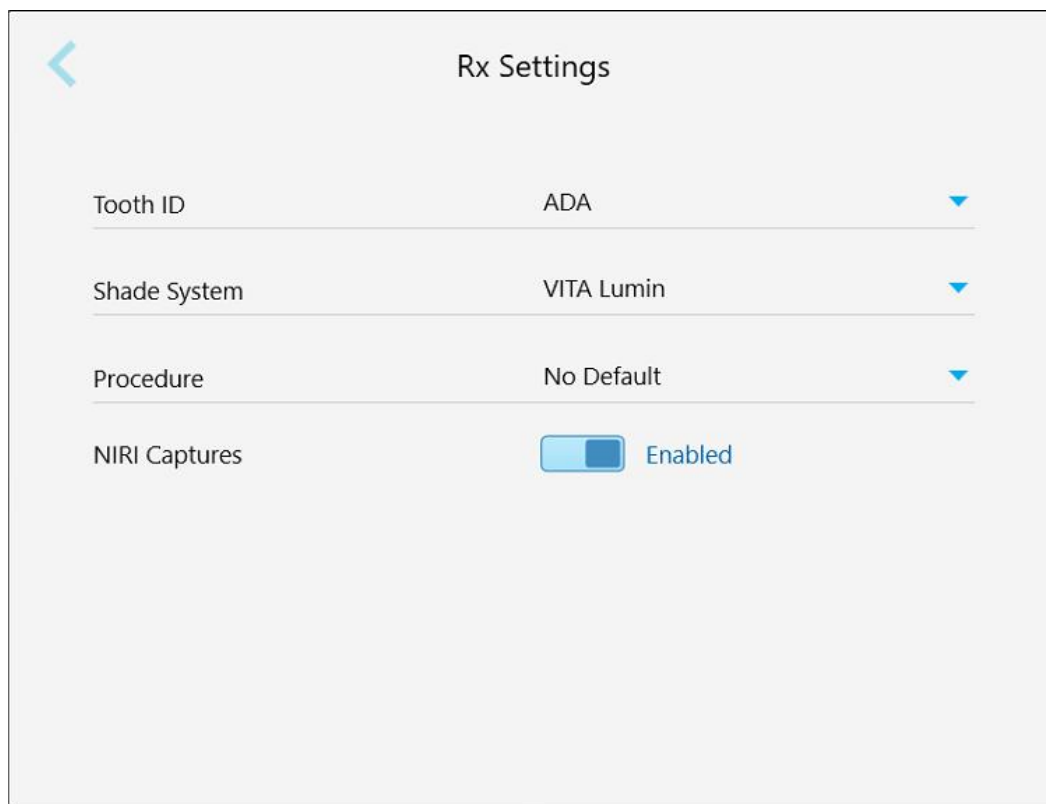 Rx Settings
Tooth ID ADA
Shade System VITA Lumin
Procedure No Default
NIRI Captures Enabled